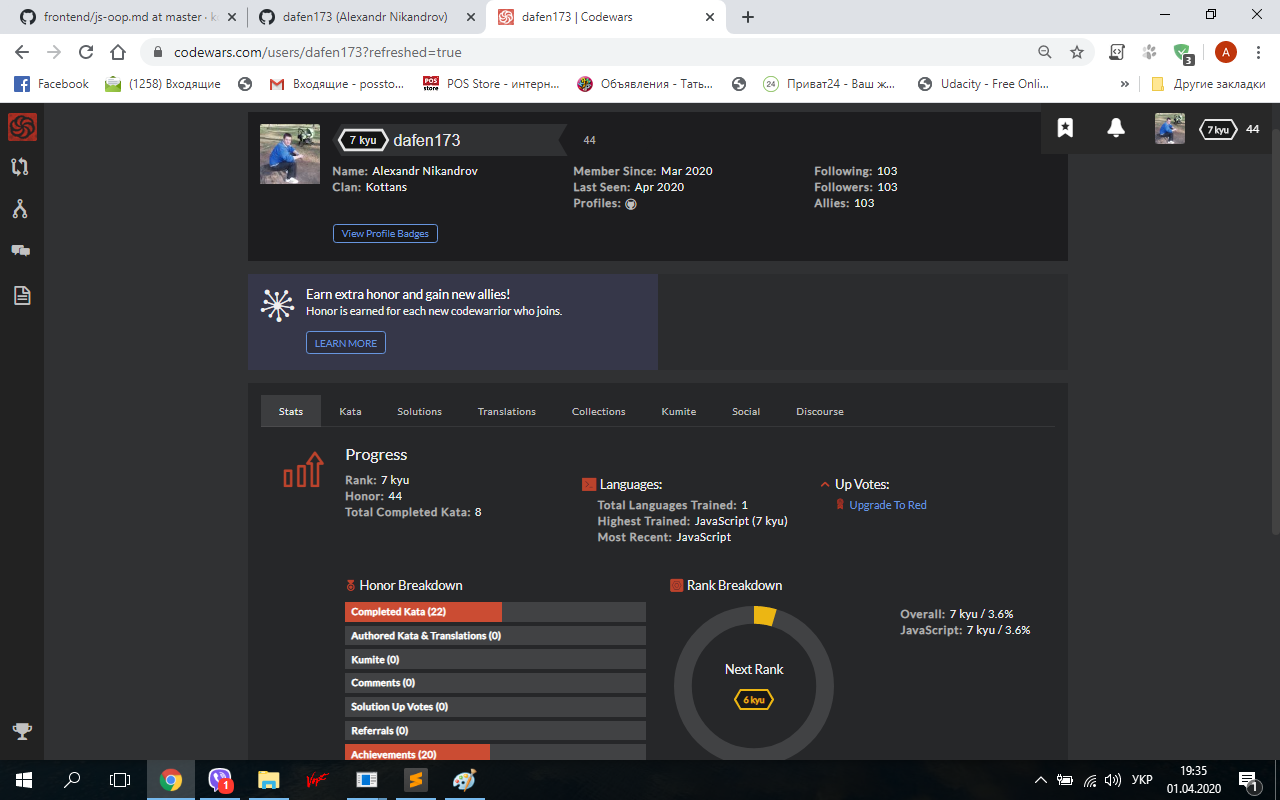 frontend/js-oop.md at master · k
dafen173 (Alexandr Nikandrov)
dafen173 | Codewars
codewars.com/users/dafen173?refreshed=true
A
3
Facebook
(1258) Входящие
Входящие - possto...
POS Store - интерн...
Объявления - Тать...
24
Приват24 - Ваш ж...
Udacity - Free Onli...
»
Другие закладки
7 kyu
dafen173
44
7 kyu
44
Name: Alexandr Nikandrov
Member Since: Mar 2020
Following: 103
Clan: Kottans
Last Seen: Apr 2020
Followers: 103
Profiles:
Allies: 103
View Profile Badges
Earn extra honor and gain new allies!
Honor is earned for each new codewarrior who joins.
LEARN MORE
Stats
Kata
Solutions
Translations
Collections
Kumite
Social
Discourse
Progress
Rank: 7 kyu
Honor: 44
Total Completed Kata: 8
Languages:
Total Languages Trained: 1
Highest Trained: JavaScript (7 kyu)
Most Recent: JavaScript
Up Votes:
Upgrade To Red
Honor Breakdown
Completed Kata (22)
Authored Kata & Translations (0)
Kumite (0)
Comments (0)
Solution Up Votes (0)
Referrals (0)
Achievements (20)
Rank Breakdown
Next Rank
6 kyu
Overall: 7 kyu / 3.6%
JavaScript: 7 kyu / 3.6%
1
УКР
19:35
01.04.2020
1